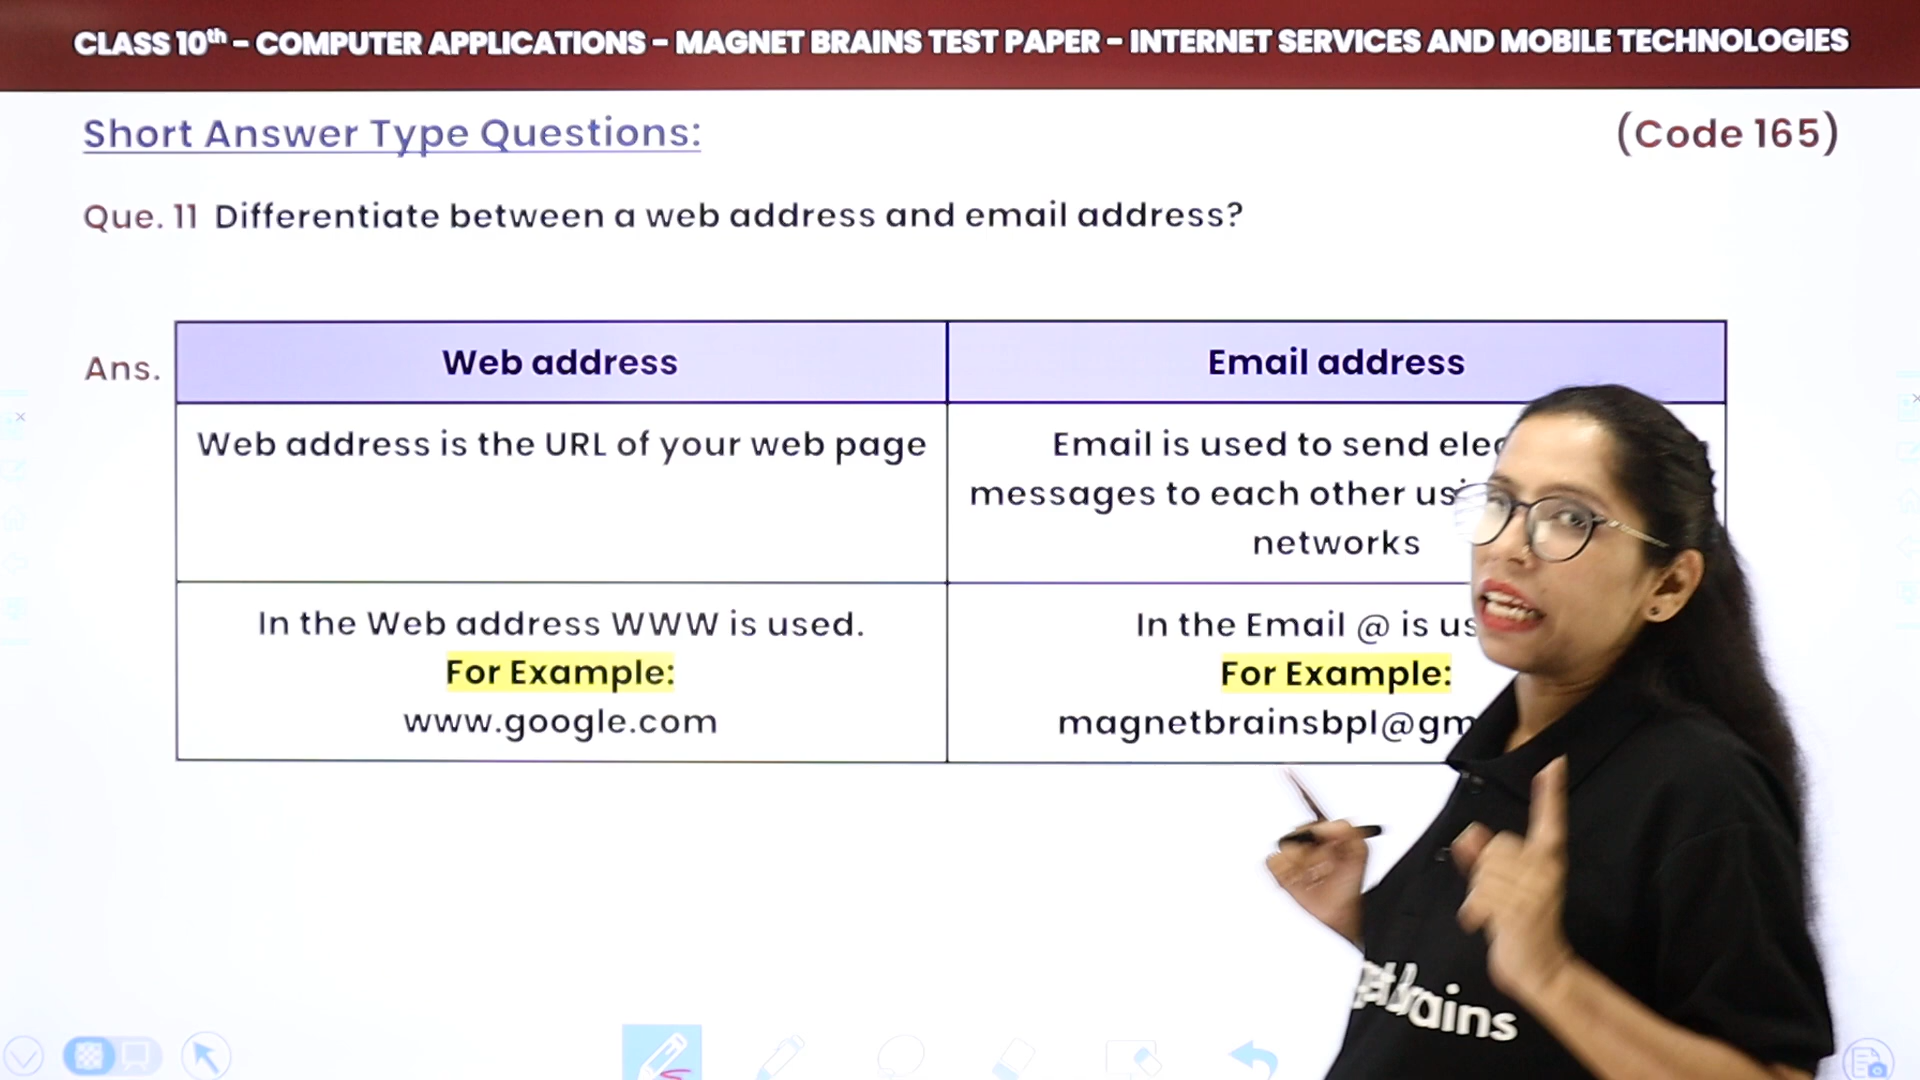 CLASS 10th - COMPUTER APPLICATIONS - MAGNET BRAINS TEST PAPER - INTERNET SERVICES AND MOBILE TECHNOLOGIES
Short Answer Type Questions:
(Code 165)
Que. 11 Differentiate between a web address and email address?
Ans.
Web address
Email address
Web address is the URL of your web page
Email is used to send
messages to each other
networks
In the Web address WWW is used.
For Example:
www.google.com
In the Email @ is
For Example:
magnetbrainsbpl@gm
rains